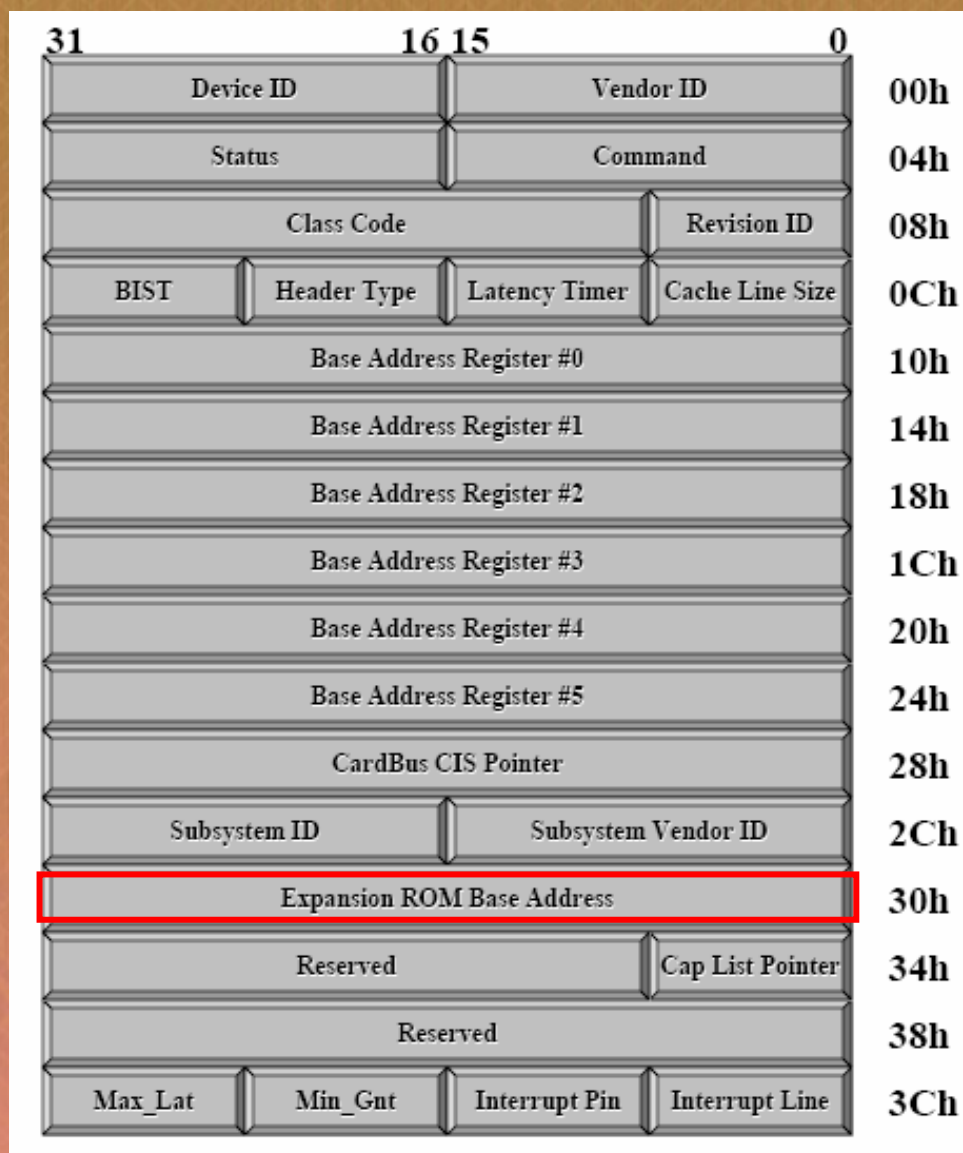 31 16 15 0
Device ID Vendor ID 00h
Status Command 04h
Class Code Revision ID 08h
BIST Header Type Latency Timer Cache Line Size 0Ch
Base Address Register #0 10h
Base Address Register #1 14h
Base Address Register #2 18h
Base Address Register #3 1Ch
Base Address Register #4 20h
Base Address Register #5 24h
CardBus CIS Pointer 28h
Subsystem ID Subsystem Vendor ID 2Ch
Expansion ROM Base Address 30h
Reserved Cap List Pointer 34h
Reserved 38h
Max_Lat Min_Gnt Interrupt Pin Interrupt Line 3Ch